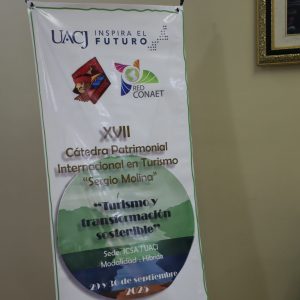 UACJ INSPIRA EL
FUTURO
RED
CONAET
XVII
Cátedra Patrimonial
Internacional en Turismo
"Sergio Molina"
"Turismo y
transformación
sostenible"
Sede: ICSA / UACJ
Modalidad - Híbrida
de septiembre
2025